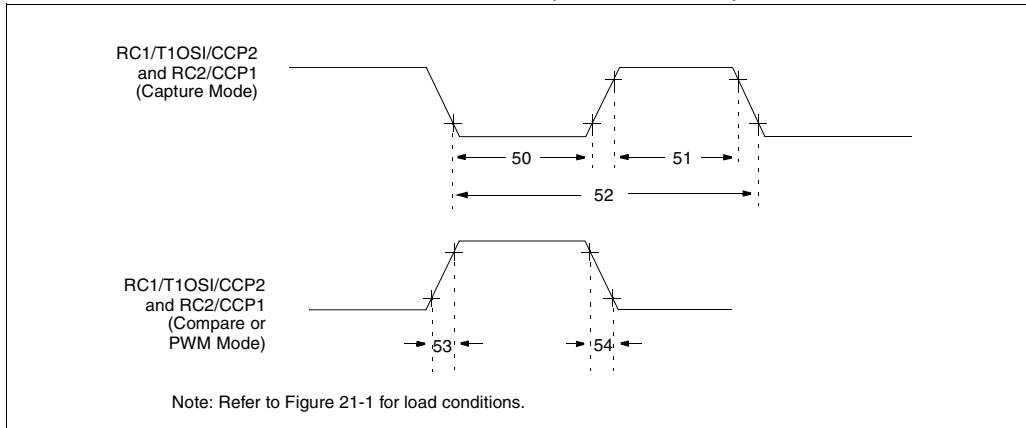 RC1/T1OSI/CCP2
and RC2/CCP1
(Capture Mode)
50
51
52
RC1/T1OSI/CCP2
and RC2/CCP1
(Compare or
PWM Mode)
53
54
Note: Refer to Figure 21-1 for load conditions.